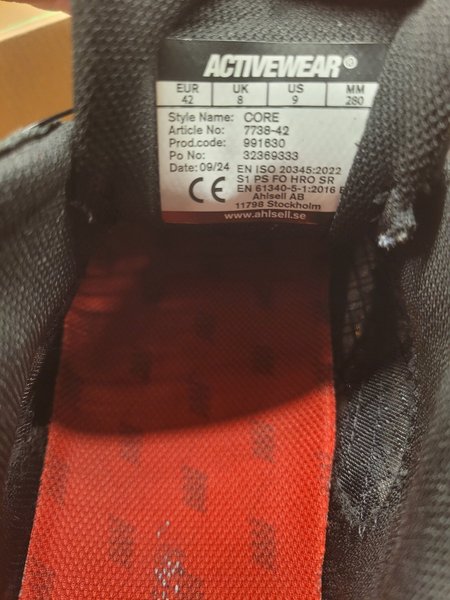 ACTIVEWEAR®
EUR UK US MM
42 8 9 280
Style Name: CORE
Article No: 7738-42
Prod.code: 991630
Po No: 32369333
Date: 09/24 EN ISO 20345:2022
S1 PS FO HRO SR
CE EN 61340-5-1:2016
Ahlsell AB
11798 Stockholm
www.ahlsell.se